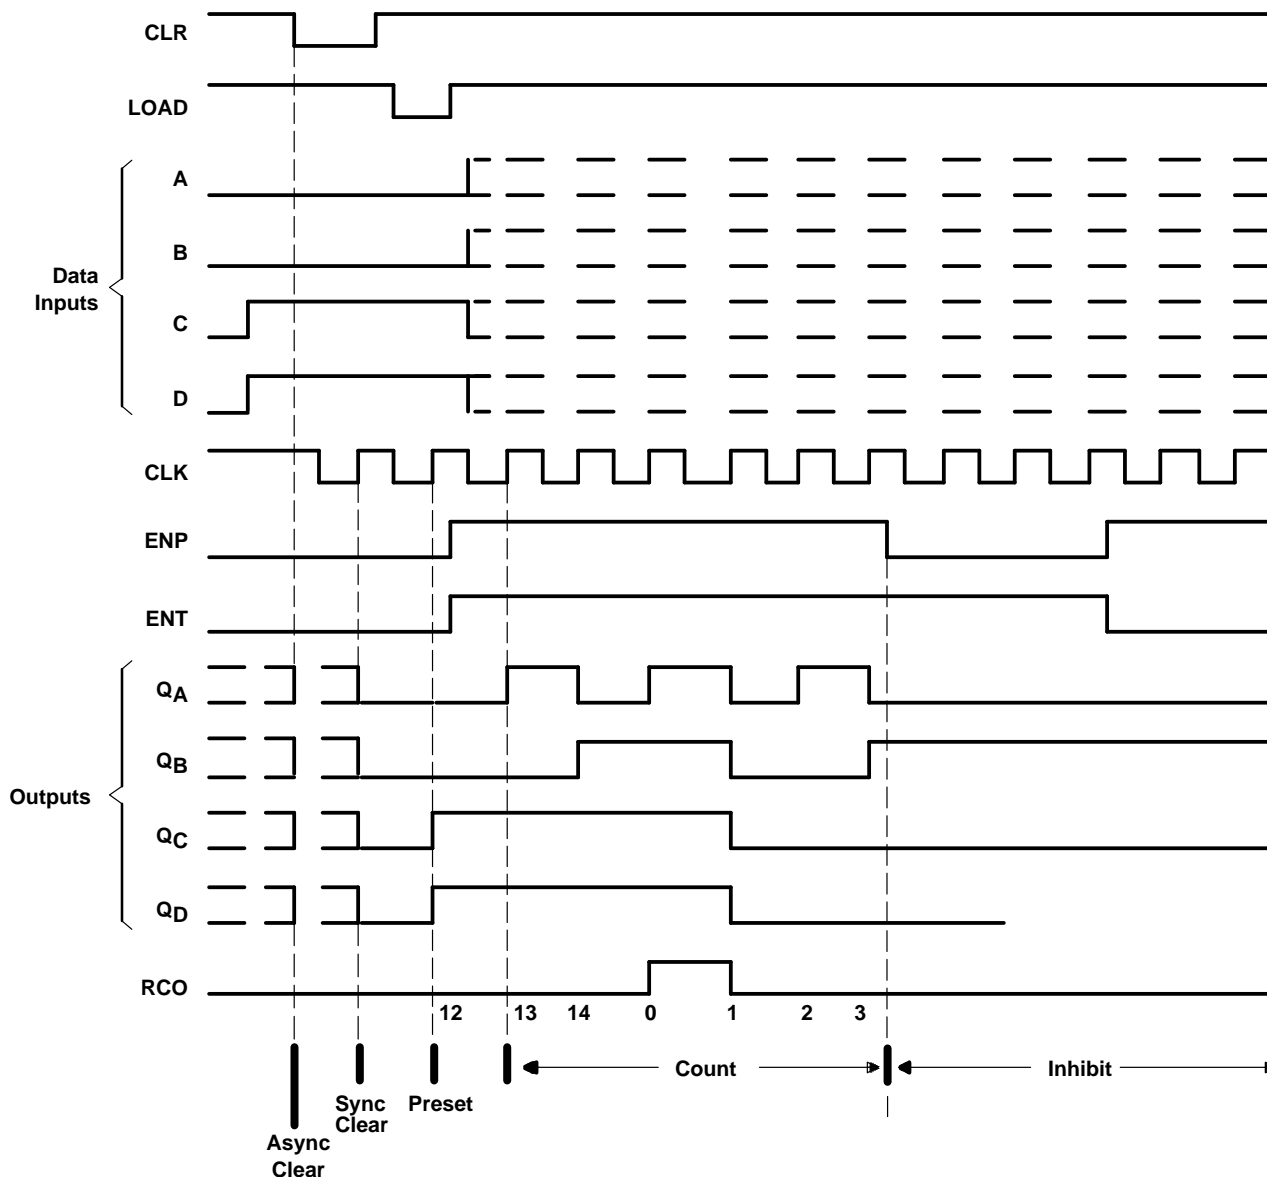 CLR
LOAD
A
B
Data
Inputs
C
D
CLK
ENP
ENT
QA
QB
Outputs
QC
QD
RCO
12 13 14 0 1 2 3
Count Inhibit
Sync
Clear
Preset
Async
Clear